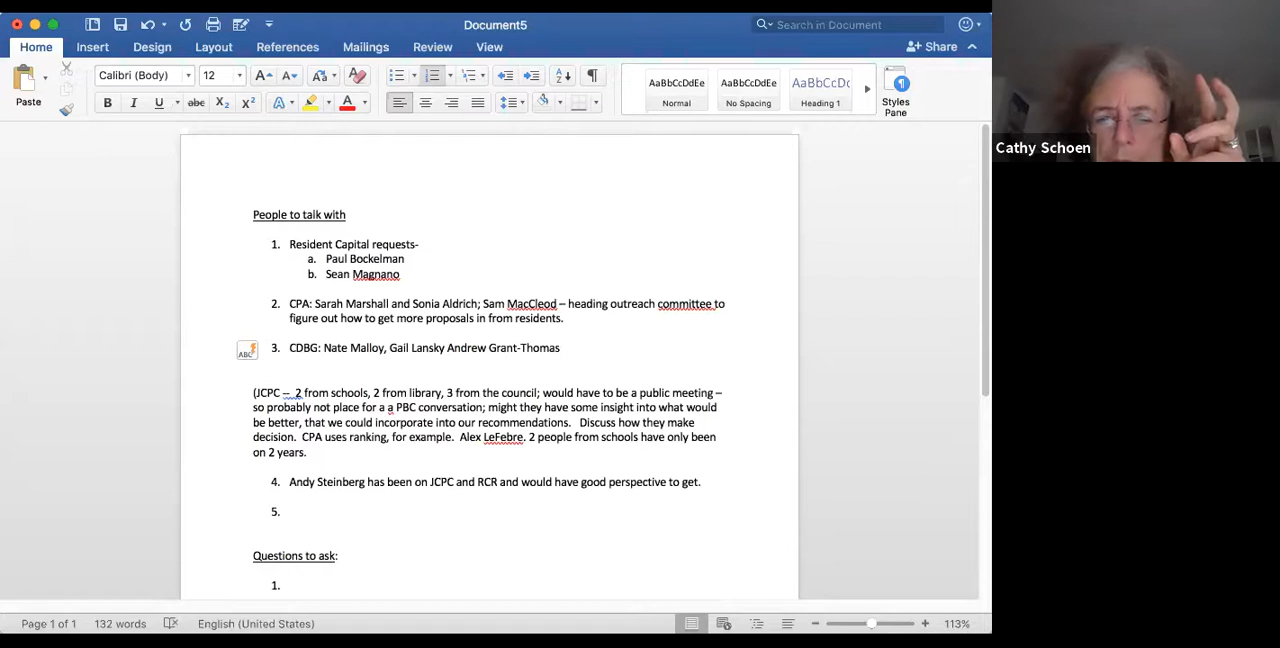 Document5
Search in Document
Home Insert Design Layout References Mailings Review View
Share
Paste
Calibri (Body) 12
AaBbCcDdEe AaBbCcDdEe AaBbCcDc
Normal No Spacing Heading 1
Styles
Pane
Cathy Schoen
People to talk with
1. Resident Capital requests-
a. Paul Bockelman
b. Sean Magnano
2. CPA: Sarah Marshall and Sonia Aldrich; Sam MacCleod – heading outreach committee to
figure out how to get more proposals in from residents.
ABC
3. CDBG: Nate Malloy, Gail Lansky Andrew Grant-Thomas
(JCPC – 2 from schools, 2 from library, 3 from the council; would have to be a public meeting –
so probably not place for a a PBC conversation; might they have some insight into what would
be better, that we could incorporate into our recommendations. Discuss how they make
decision. CPA uses ranking, for example. Alex LeFebre. 2 people from schools have only been
on 2 years.
4. Andy Steinberg has been on JCPC and RCR and would have good perspective to get.
5.
Questions to ask:
1.
Page 1 of 1 132 words English (United States) 113%